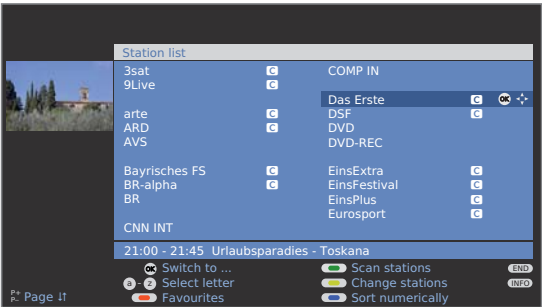 Station list
3sat C COMP IN
9Live C
Das Erste C OK
arte C DSF C
ARD C DVD
AVS DVD-REC
Bayrisches FS C EinsExtra C
BR-alpha C EinsFestival C
BR EinsPlus C
Eurosport C
CNN INT
21:00 - 21:45 Urlaubsparadies - Toskana
OK Switch to ... Scan stations END
a - z Select letter Change stations INFO
P+ P- Page Favourites Sort numerically